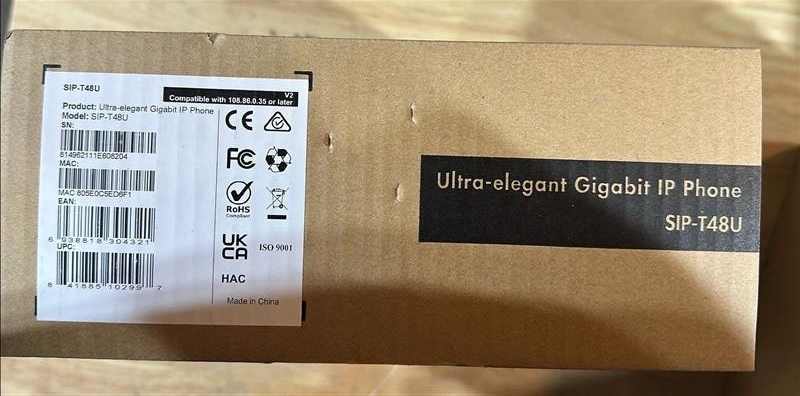 SIP-T48U
V2
Compatible with 108.86.0.35 or later
Product: Ultra-elegant Gigabit IP Phone
Model: SIP-T48U
SN:
814962111E608204
MAC:
MAC 805E0C5ED6F1
EAN:
6 938818 304321
UPC:
8 41885 10299 7
CE
FC
RoHS
Compliant
UK
CA
ISO 9001
HAC
Made in China
Ultra-elegant Gigabit IP Phone
SIP-T48U